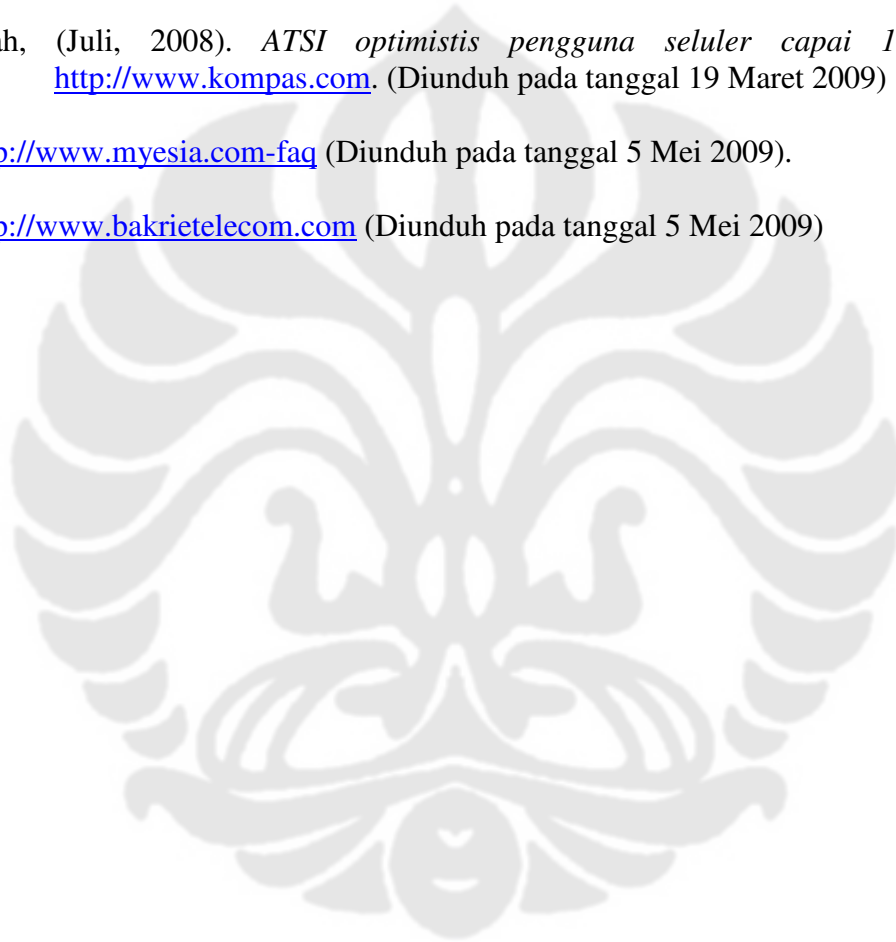 ah, (Juli, 2008). ATSI optimistis pengguna seluler capai 1
http://www.kompas.com. (Diunduh pada tanggal 19 Maret 2009)
p://www.myesia.com-faq (Diunduh pada tanggal 5 Mei 2009).
p://www.bakrietelecom.com (Diunduh pada tanggal 5 Mei 2009)